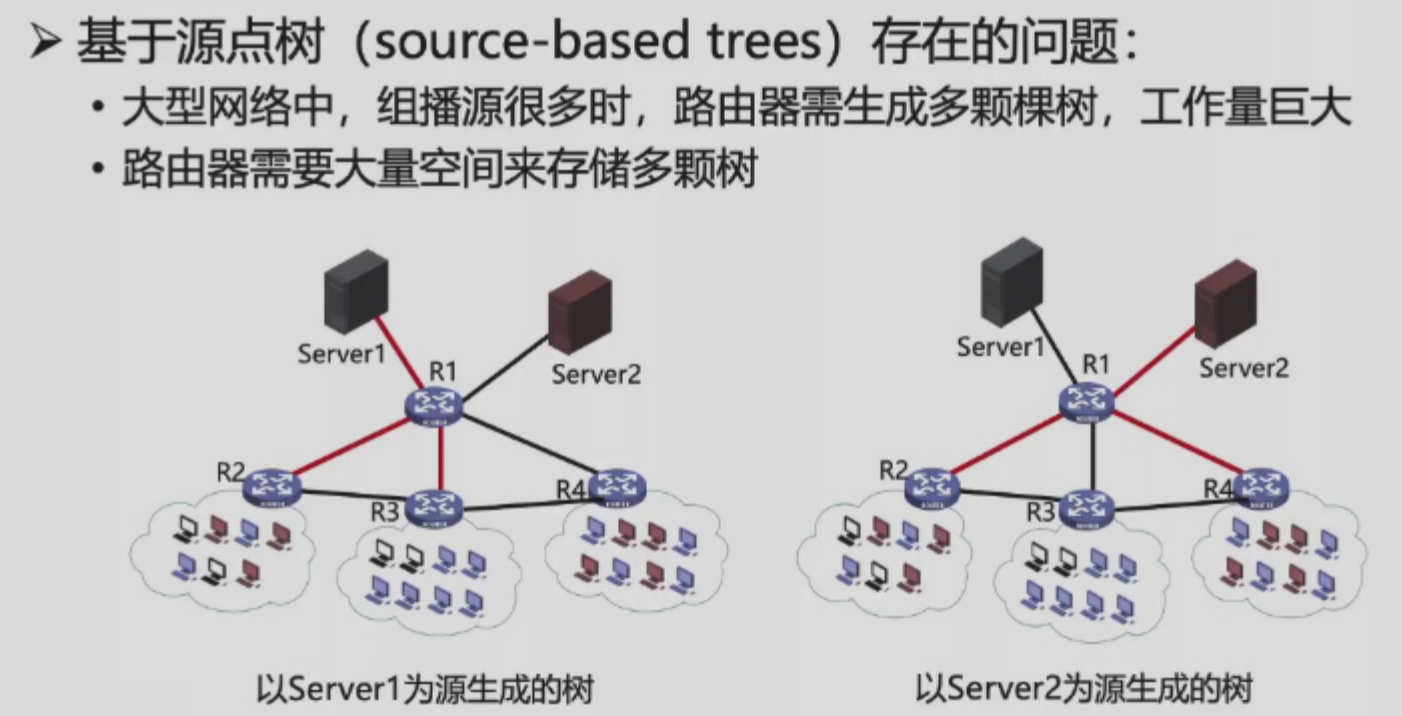 ➢ 基于源点树（source-based trees）存在的问题：
• 大型网络中，组播源很多时，路由器需生成多颗棵树，工作量巨大
• 路由器需要大量空间来存储多颗树
Server1
Server2
R1
R2
R3
R4
以Server1为源生成的树
Server1
Server2
R1
R2
R3
R4
以Server2为源生成的树